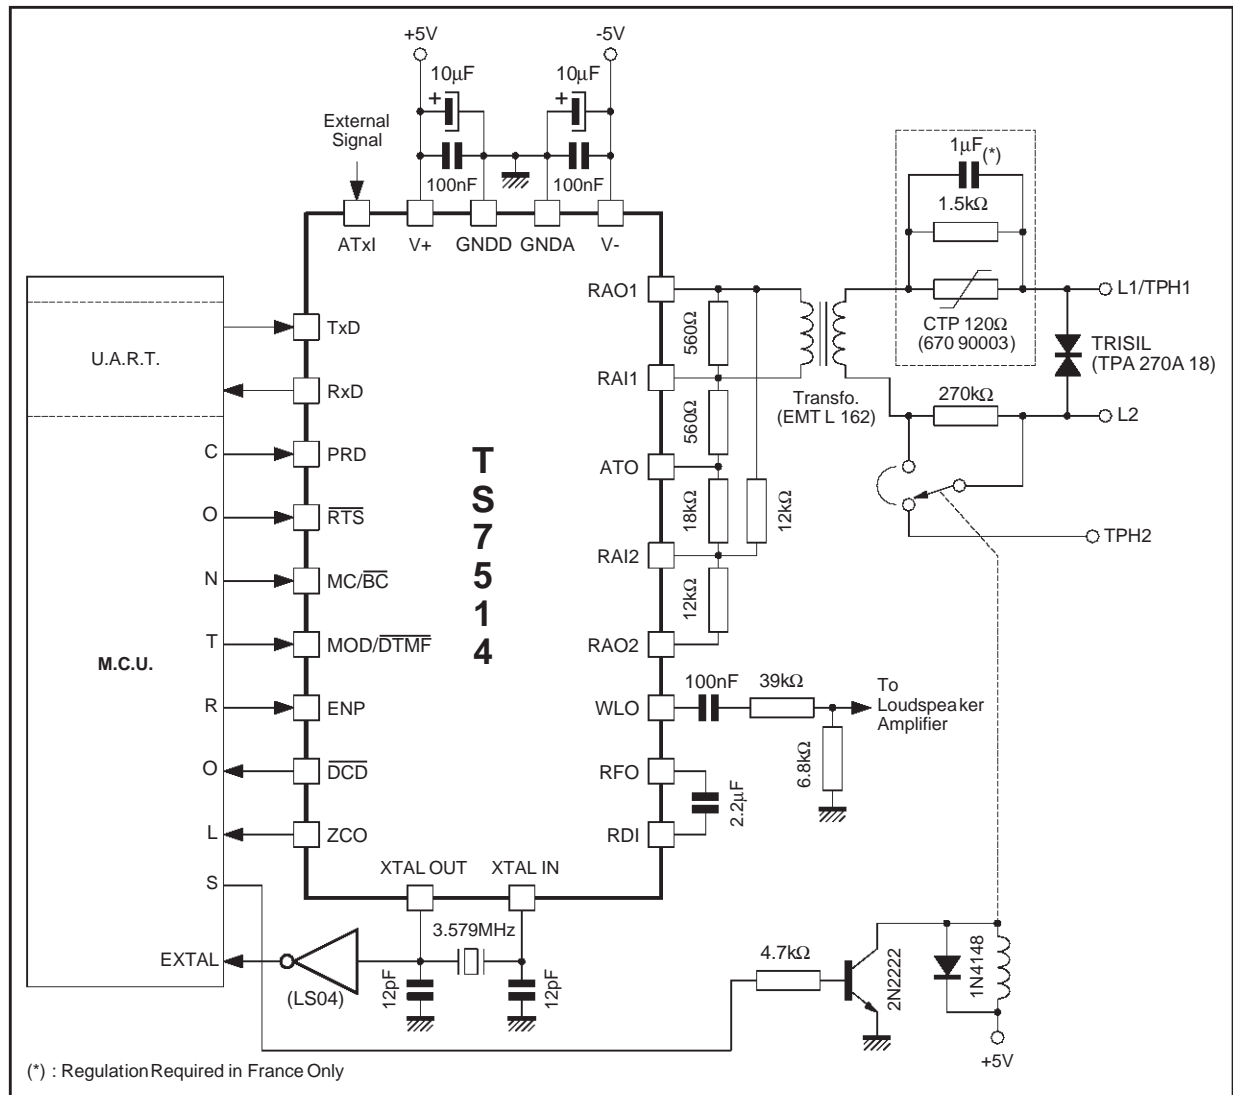 +5V
-5V
10µF
10µF
+
+
External
Signal
100nF
100nF
1µF
(*)
1.5kΩ
CTP 120Ω
(670 90003)
ATxI
V+
GNDD
GNDA
V-
RAO1
L1/TPH1
TxD
U.A.R.T.
RxD
560Ω
TRISIL
(TPA 270A 18)
RAI1
Transfo.
(EMT L 162)
270kΩ
L2
560Ω
C
PRD
ATO
O
RTS
18kΩ
12kΩ
TPH2
N
MC/BC
RAI2
12kΩ
T
MOD/DTMF
RAO2
M.C.U.
TS7514
R
ENP
WLO
100nF
39kΩ
To
Loudspeaker
Amplifier
6.8kΩ
O
DCD
RFO
2.2µF
L
ZCO
RDI
S
XTAL OUT
XTAL IN
3.579MHz
EXTAL
(LS04)
12pF
12pF
4.7kΩ
2N2222
1N4148
+5V
(*) : Regulation Required in France Only